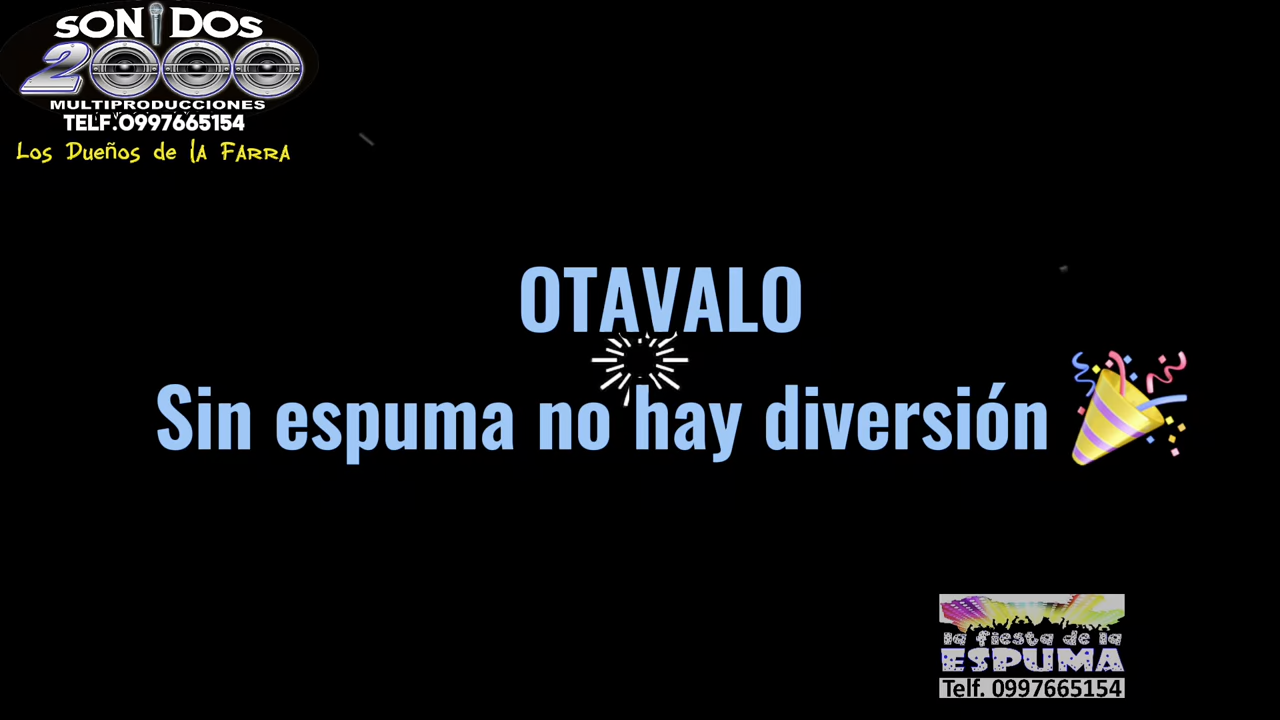 SONIDOS
2000
MULTIPRODUCCIONES
TELF.0997665154
Los Dueños de la Farra
OTAVALO
Sin espuma no hay diversión
la fiesta de la
ESPUMA
Telf. 0997665154